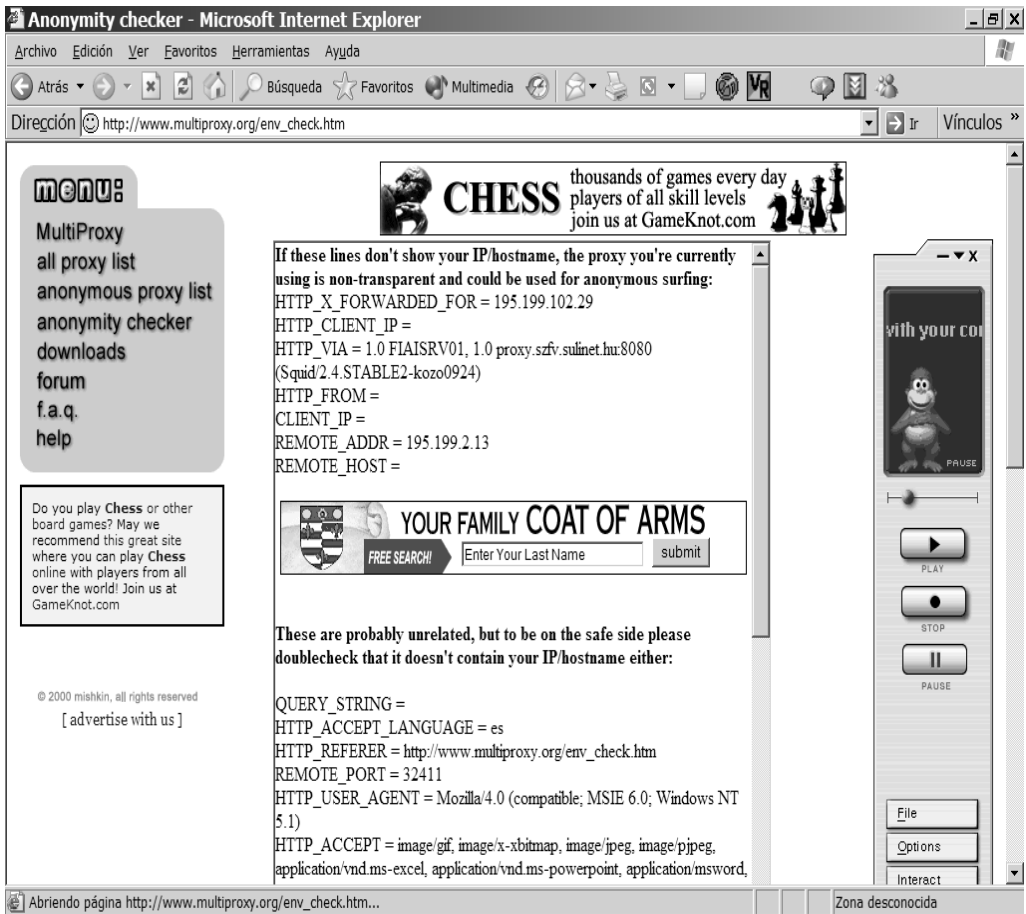 Anonymity checker - Microsoft Internet Explorer
Archivo Edición Ver Favoritos Herramientas Ayuda
Atrás Búsqueda Favoritos Multimedia VR
Dirección http://www.multiproxy.org/env_check.htm Ir Vínculos »
menu:
MultiProxy
all proxy list
anonymous proxy list
anonymity checker
downloads
forum
f.a.q.
help
Do you play Chess or other
board games? May we
recommend this great site
where you can play Chess
online with players from all
over the world! Join us at
GameKnot.com
© 2000 mishkin, all rights reserved
[ advertise with us ]
CHESS
thousands of games every day
players of all skill levels
join us at GameKnot.com
If these lines don't show your IP/hostname, the proxy you're currently
using is non-transparent and could be used for anonymous surfing:
HTTP_X_FORWARDED_FOR = 195.199.102.29
HTTP_CLIENT_IP =
HTTP_VIA = 1.0 FIAISRV01, 1.0 proxy.szfv.sulinet.hu:8080
(Squid/2.4.STABLE2-kozo0924)
HTTP_FROM =
CLIENT_IP =
REMOTE_ADDR = 195.199.2.13
REMOTE_HOST =
YOUR FAMILY COAT OF ARMS
FREE SEARCH! Enter Your Last Name submit
These are probably unrelated, but to be on the safe side please
doublecheck that it doesn't contain your IP/hostname either:
QUERY_STRING =
HTTP_ACCEPT_LANGUAGE = es
HTTP_REFERER = http://www.multiproxy.org/env_check.htm
REMOTE_PORT = 32411
HTTP_USER_AGENT = Mozilla/4.0 (compatible; MSIE 6.0; Windows NT
5.1)
HTTP_ACCEPT = image/gif, image/x-xbitmap, image/jpeg, image/pjpeg,
application/vnd.ms-excel, application/vnd.ms-powerpoint, application/msword,
with your con
PAUSE
PLAY
STOP
PAUSE
File
Options
Interact
Abriendo página http://www.multiproxy.org/env_check.htm... Zona desconocida